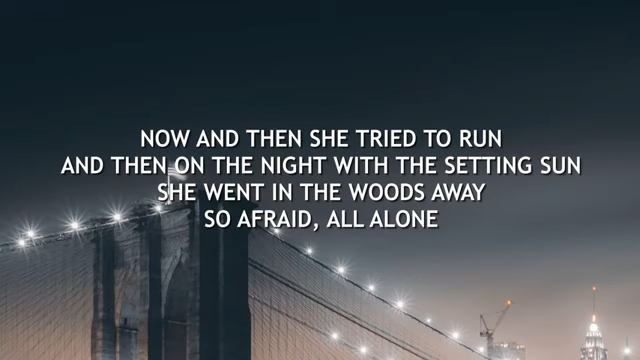 NOW AND THEN SHE TRIED TO RUN
AND THEN ON THE NIGHT WITH THE SETTING SUN
SHE WENT IN THE WOODS AWAY
SO AFRAID, ALL ALONE